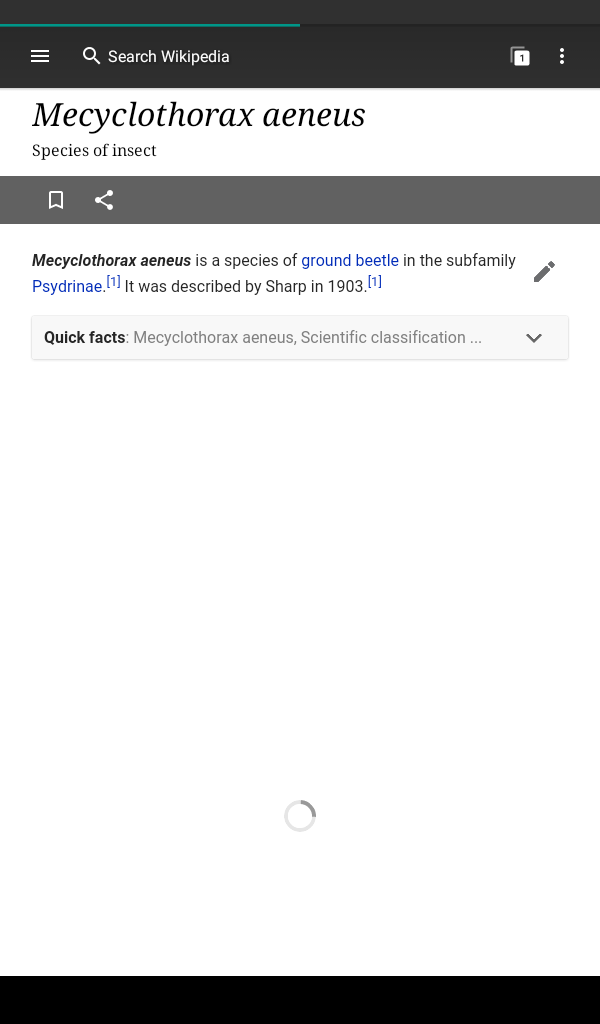 Search Wikipedia
1
Mecyclothorax aeneus
Species of insect
Mecyclothorax aeneus is a species of ground beetle in the subfamily
Psydrinae.[1] It was described by Sharp in 1903.[1]
Quick facts: Mecyclothorax aeneus, Scientific classification ...